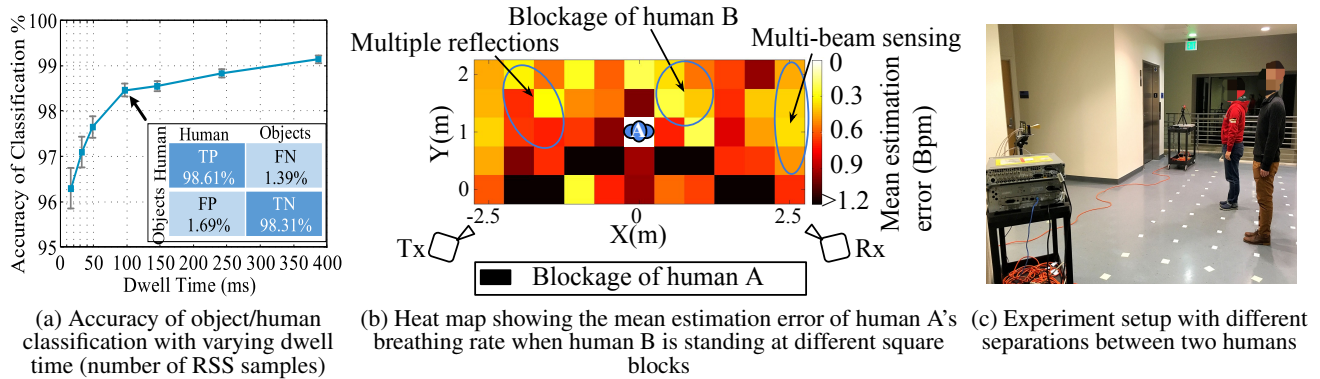 Accuracy of Classification %
100
99
98
97
96
95
0
50
100
150
200
250
300
350
400
Dwell Time (ms)
Human
Objects
Human
TP
98.61%
FN
1.39%
Objects
FP
1.69%
TN
98.31%
(a) Accuracy of object/human
classification with varying dwell
time (number of RSS samples)
Blockage of human B
Multiple reflections
Multi-beam sensing
Y(m)
2
1
0
A
-2.5
0
2.5
X(m)
Tx
Rx
0
0.3
0.6
0.9
>1.2
Mean estimation
error (Bpm)
Blockage of human A
(b) Heat map showing the mean estimation error of human A's
breathing rate when human B is standing at different square
blocks
(c) Experiment setup with different
separations between two humans